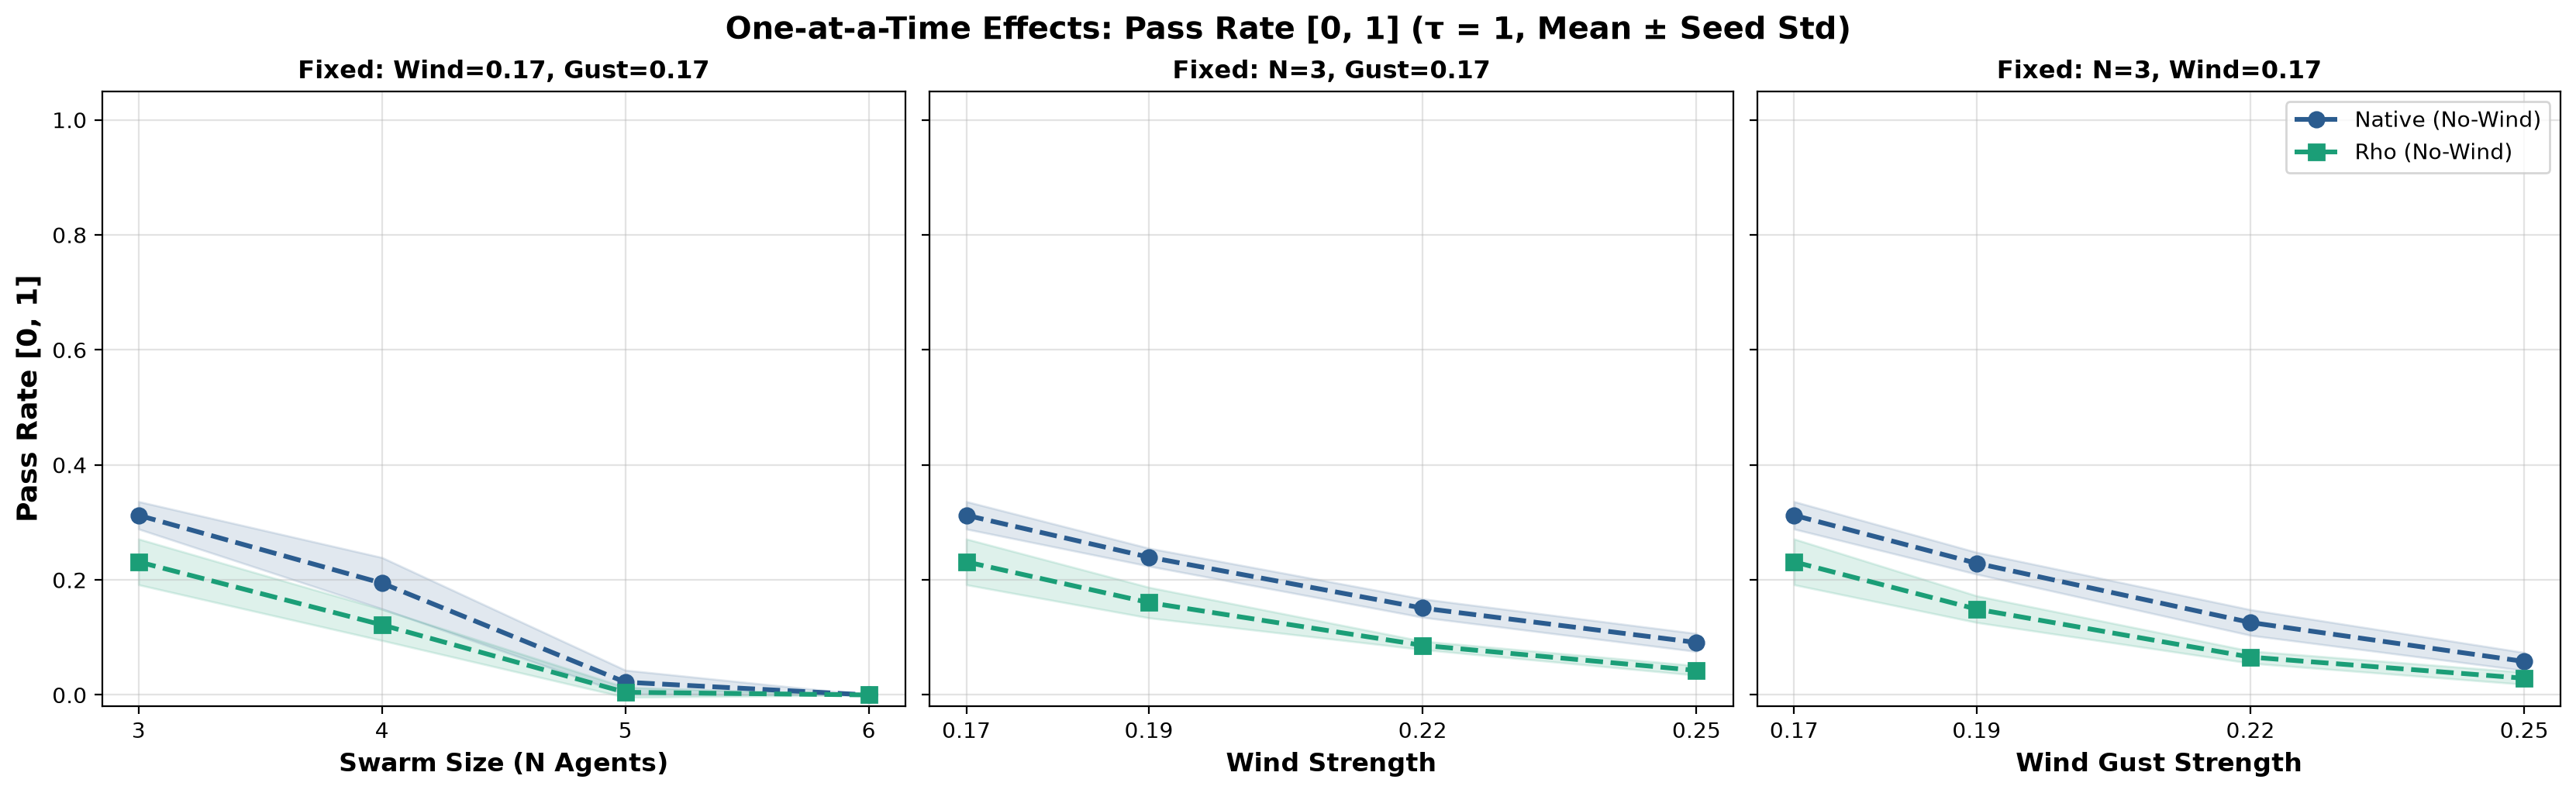 One-at-a-Time Effects: Pass Rate [0, 1] (τ = 1, Mean ± Seed Std)
Fixed: Wind=0.17, Gust=0.17
Fixed: N=3, Gust=0.17
Fixed: N=3, Wind=0.17
Pass Rate [0, 1]
1.0
0.8
0.6
0.4
0.2
0.0
Native (No-Wind)
Rho (No-Wind)
3 4 5 6
0.17 0.19 0.22 0.25
0.17 0.19 0.22 0.25
Swarm Size (N Agents)
Wind Strength
Wind Gust Strength